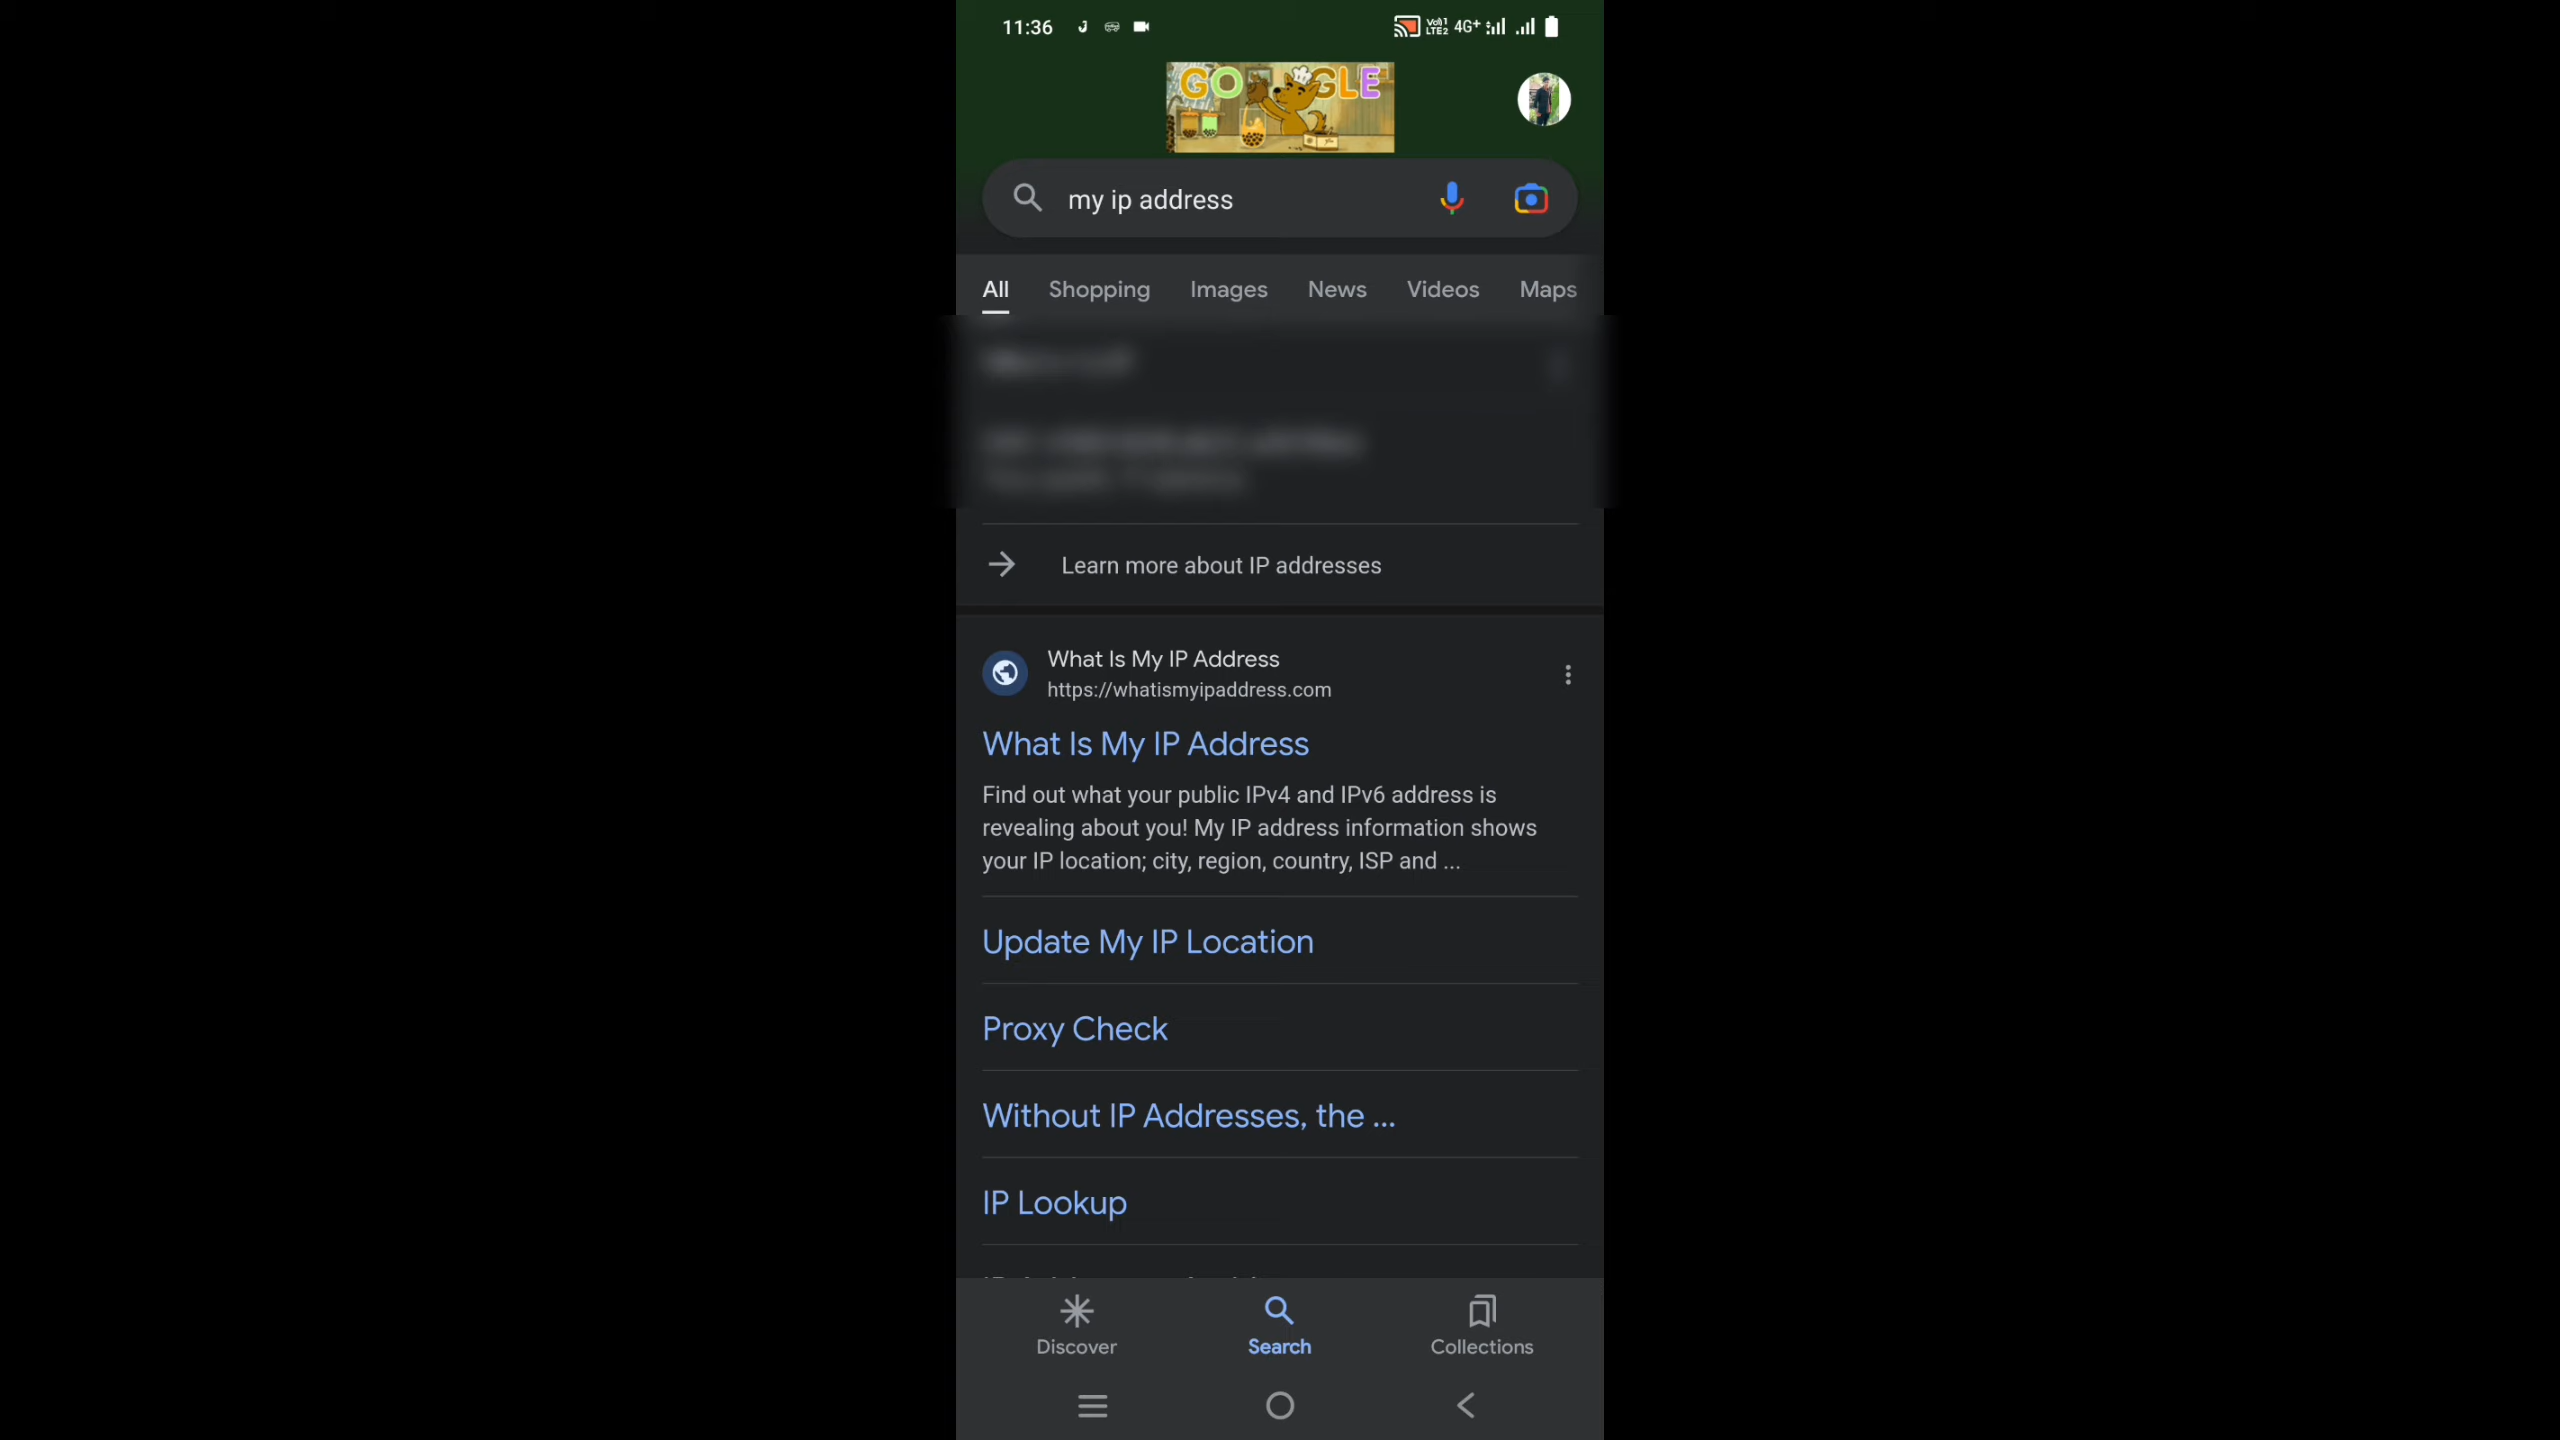 11:36
Vo)) 1
LTE2
4G+
GOOGLE
my ip address
All Shopping Images News Videos Maps
Learn more about IP addresses
What Is My IP Address
https://whatismyipaddress.com
What Is My IP Address
Find out what your public IPv4 and IPv6 address is
revealing about you! My IP address information shows
your IP location; city, region, country, ISP and ...
Update My IP Location
Proxy Check
Without IP Addresses, the ...
IP Lookup
Discover Search Collections